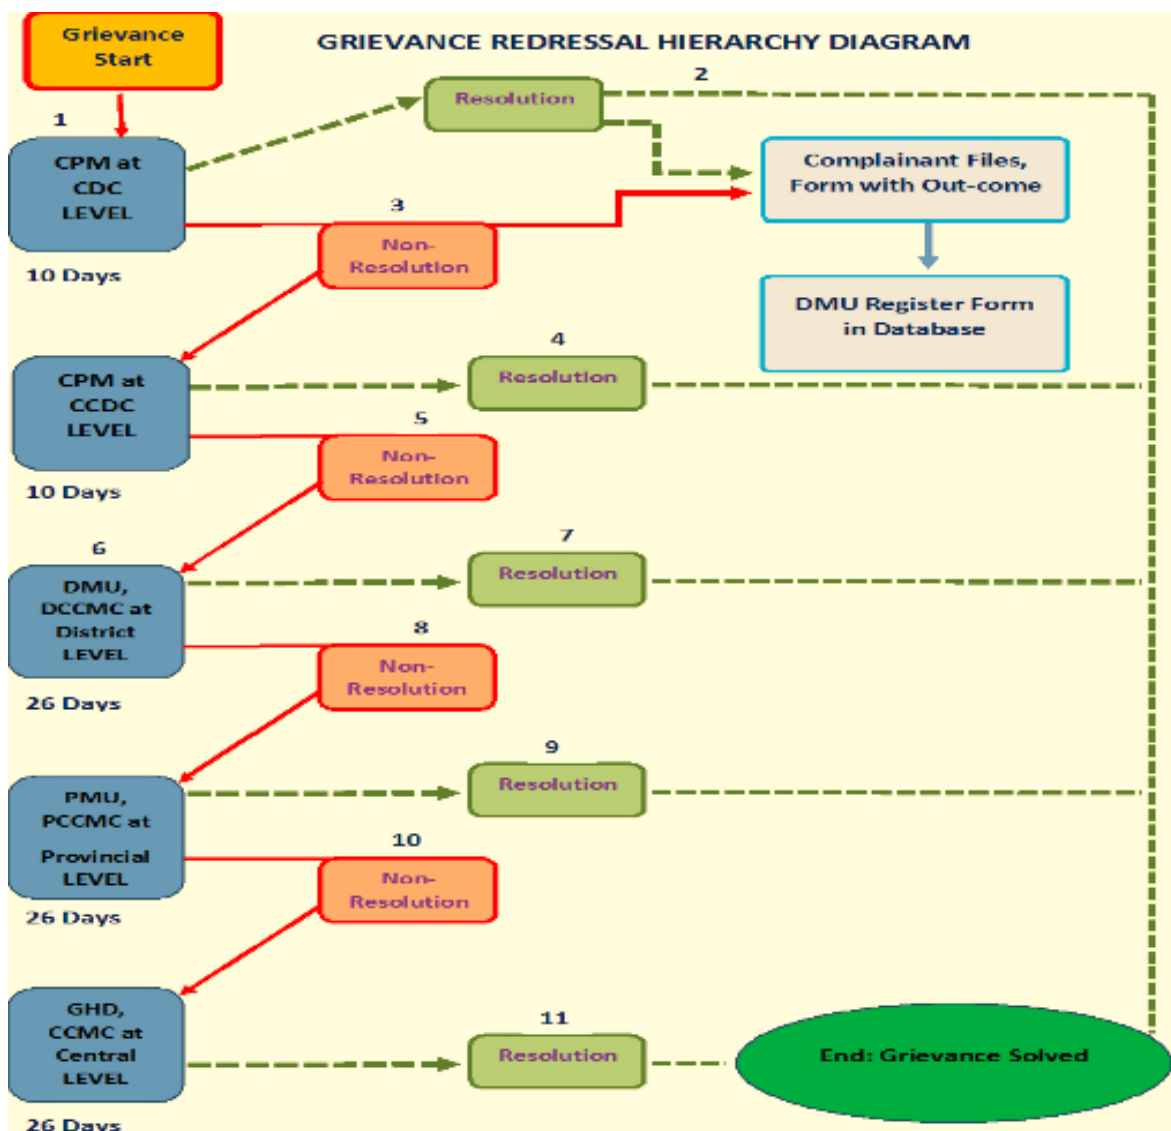 Grievance
Start
GRIEVANCE REDRESSAL HIERARCHY DIAGRAM
2
Resolution
1
CPM at
CDC
LEVEL
10 Days
Complainant Files,
Form with Out-come
3
Non-
Resolution
DMU Register Form
in Database
4
Resolution
CPM at
CCDC
LEVEL
10 Days
5
Non-
Resolution
6
DMU,
DCCMC at
District
LEVEL
26 Days
7
Resolution
8
Non-
Resolution
9
Resolution
PMU,
PCCMC at
Provincial
LEVEL
26 Days
10
Non-
Resolution
GHD,
CCMC at
Central
LEVEL
26 Days
11
Resolution
End: Grievance Solved